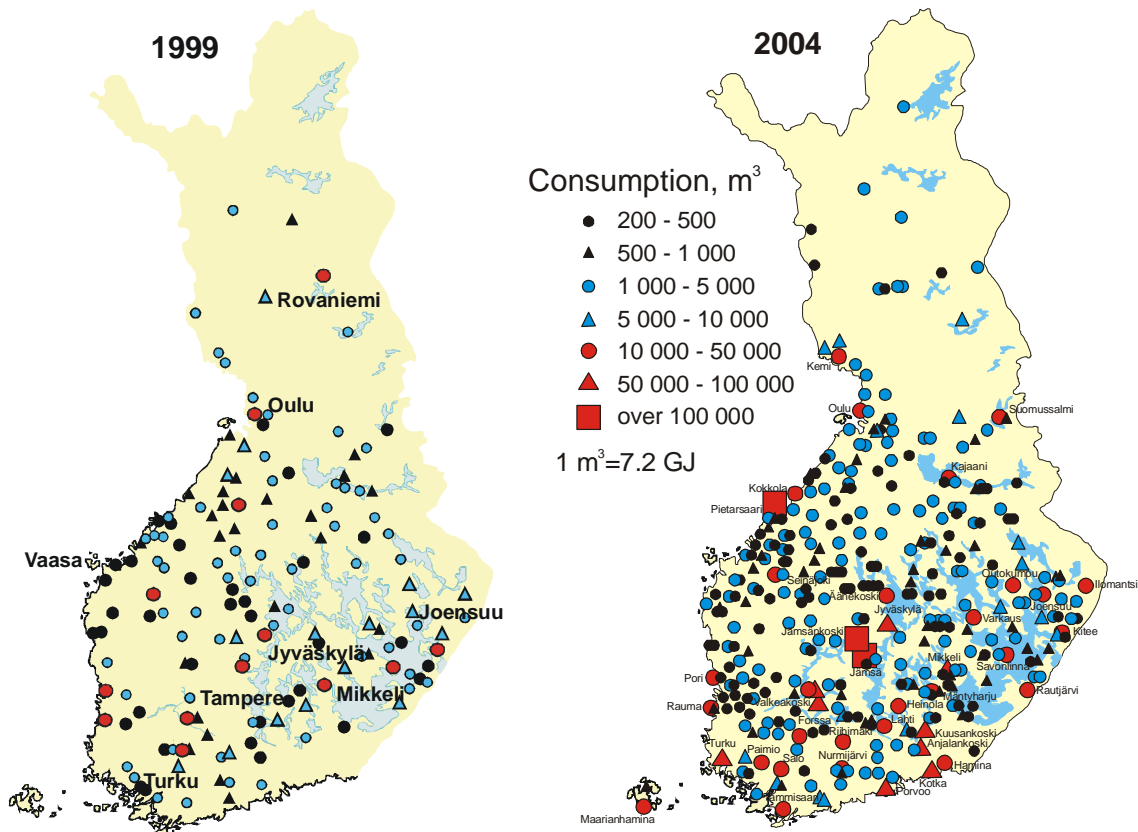 1999
Rovaniemi
Oulu
Vaasa
Joensuu
Jyväskylä
Tampere
Mikkeli
Turku
Consumption, m³
200 - 500
500 - 1 000
1 000 - 5 000
5 000 - 10 000
10 000 - 50 000
50 000 - 100 000
over 100 000
1 m³=7.2 GJ
2004
Kemi
Oulu
Suomussalmi
Kajaani
Kokkola
Pietarsaari
Seinäjoki
Äänekoski
Outokumpu
Ilomantsi
Joensuu
Jyväskylä
Varkaus
Kitee
Jämsänkoski
Jämsä
Mikkeli
Savonlinna
Pori
Mäntyharju
Rautjärvi
Rauma
Valkeakoski
Heinola
Forssa
Lahti
Riihimäki
Kuusankoski
Anjalankoski
Turku
Paimio
Salo
Nurmijärvi
Hamina
Kotka
Porvoo
Tammisaari
Maarianhamina